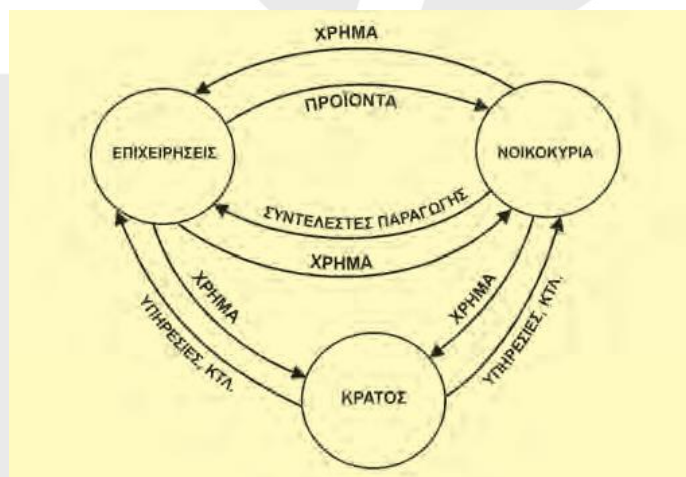 ΧΡΗΜΑ
ΠΡΟΪΟΝΤΑ
ΕΠΙΧΕΙΡΗΣΕΙΣ
ΝΟΙΚΟΚΥΡΙΑ
ΣΥΝΤΕΛΕΣΤΕΣ ΠΑΡΑΓΩΓΗΣ
ΧΡΗΜΑ
ΧΡΗΜΑ
ΧΡΗΜΑ
ΥΠΗΡΕΣΙΕΣ, ΚΤΛ.
ΥΠΗΡΕΣΙΕΣ, ΚΤΛ.
ΚΡΑΤΟΣ